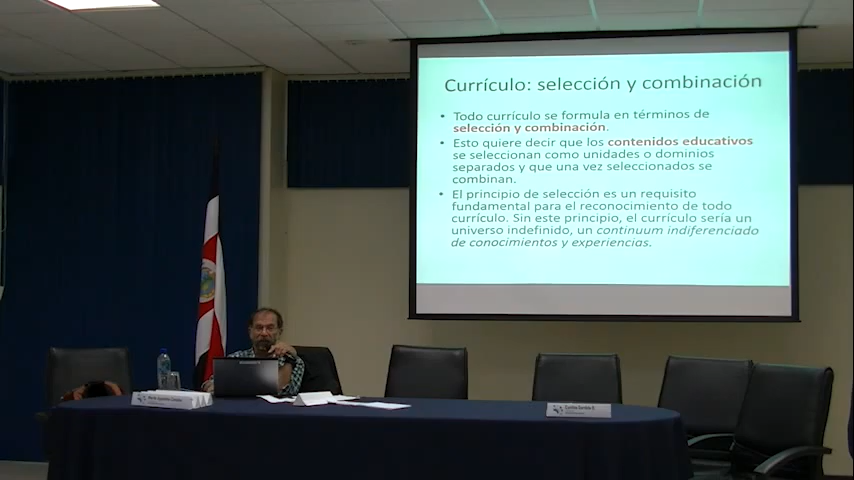 Currículo: selección y combinación
• Todo currículo se formula en términos de
selección y combinación.
• Esto quiere decir que los contenidos educativos
se seleccionan como unidades o dominios
separados y que una vez seleccionados se
combinan.
• El principio de selección es un requisito
fundamental para el reconocimiento de todo
currículo. Sin este principio, el currículo sería un
universo indefinido, un continuum indiferenciado
de conocimientos y experiencias.